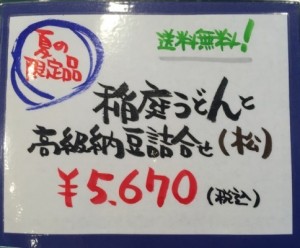 夏の
限定品
送料無料!
稲庭うどんと
高級納豆詰合せ(松)
¥5,670(税込)